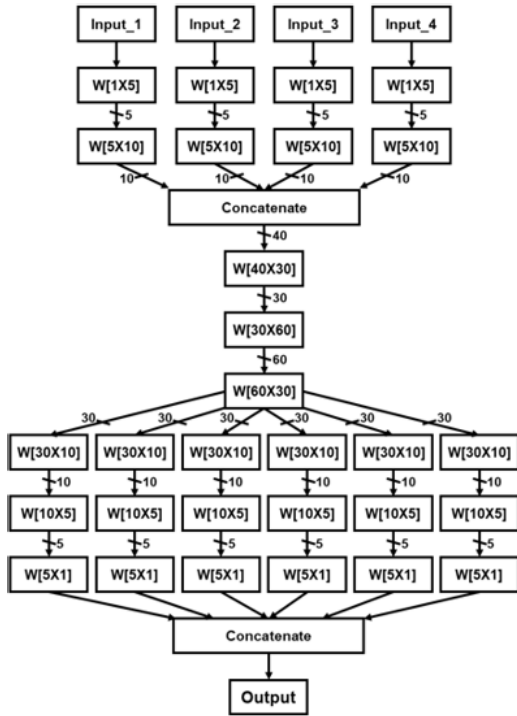 Input_1 Input_2 Input_3 Input_4
W[1X5] W[1X5] W[1X5] W[1X5]
5 5 5 5
W[5X10] W[5X10] W[5X10] W[5X10]
10 10 10 10
Concatenate
40
W[40X30]
30
W[30X60]
60
W[60X30]
30 30 30 30 30 30
W[30X10] W[30X10] W[30X10] W[30X10] W[30X10] W[30X10]
10 10 10 10 10 10
W[10X5] W[10X5] W[10X5] W[10X5] W[10X5] W[10X5]
5 5 5 5 5 5
W[5X1] W[5X1] W[5X1] W[5X1] W[5X1] W[5X1]
Concatenate
Output